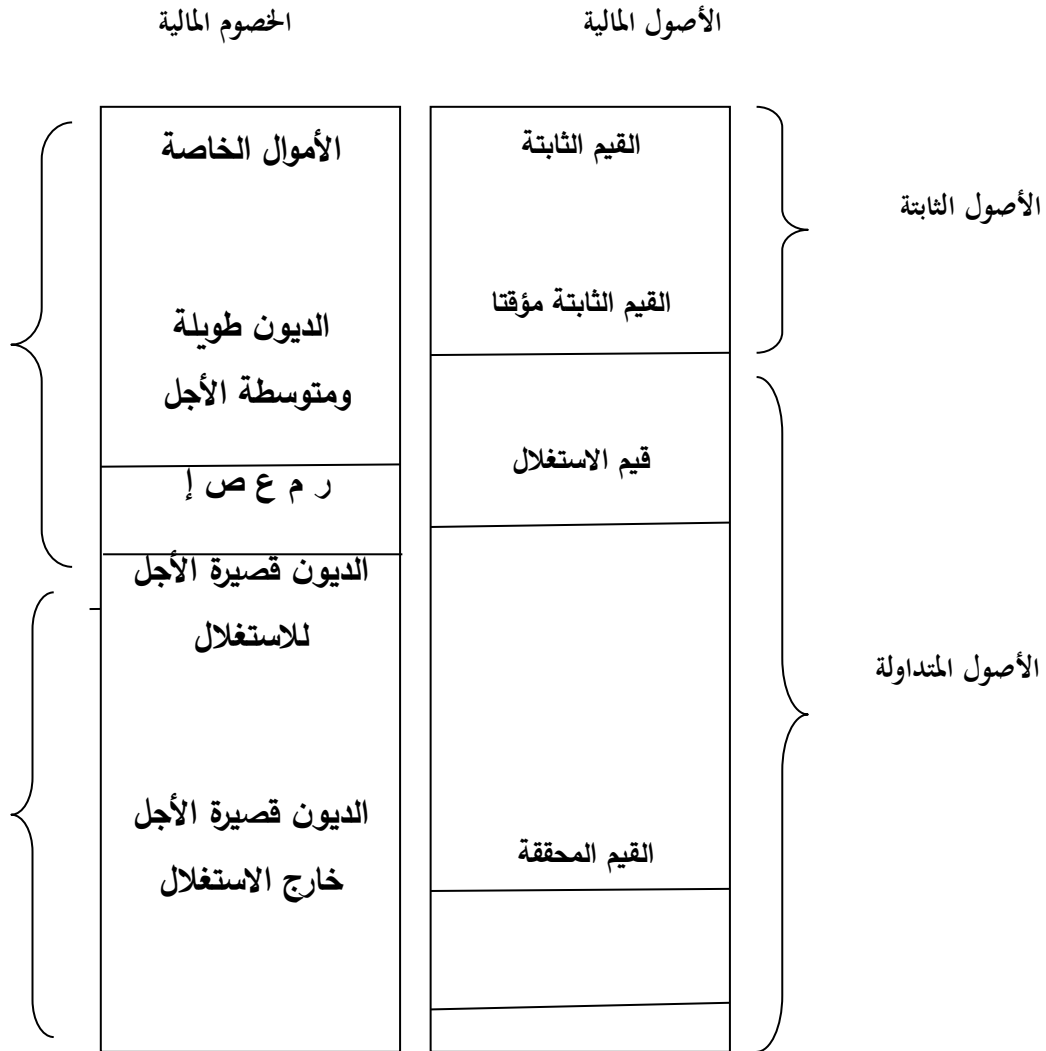 الأصول المالية
الخصوم المالية
الأصول الثابتة
القيم الثابتة
القيم الثابتة مؤقتا
الأصول المتداولة
قيم الاستغلال
القيم المحققة
الأموال الخاصة
الديون طويلة
ومتوسطة الأجل
ر م ع ص إ
الديون قصيرة الأجل
للاستغلال
الديون قصيرة الأجل
خارج الاستغلال